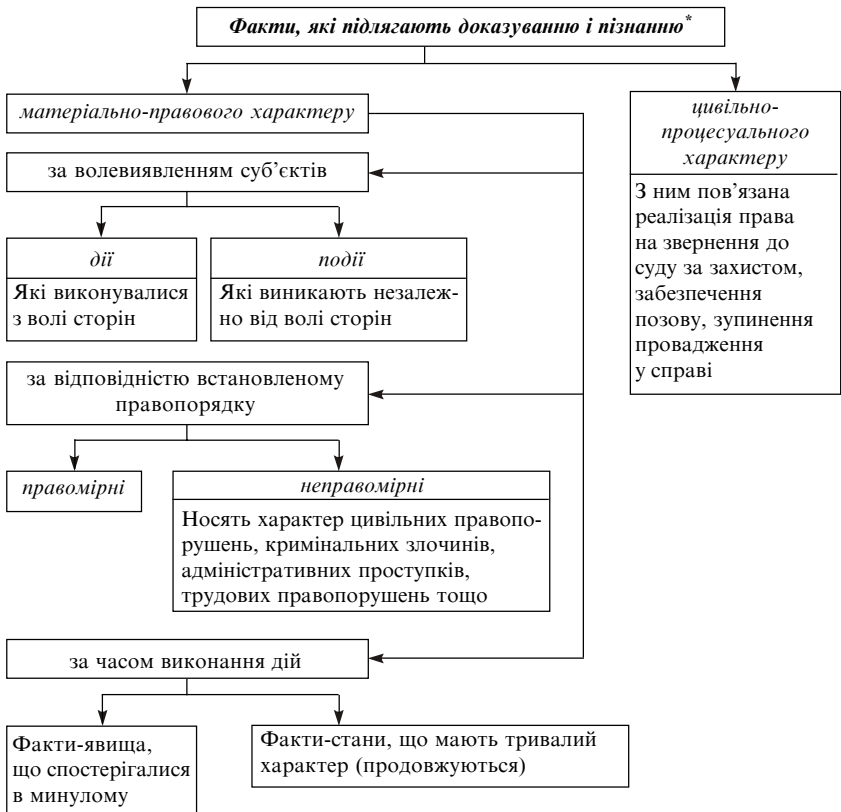 Факти, які підлягають доказуванню і пізнанню*
матеріально-правового характеру
цивільно-
процесуального
характеру
З ним пов’язана
реалізація права
на звернення до
суду за захистом,
забезпечення
позову, зупинення
провадження
у справі
за волевиявленням суб’єктів
дії
Які виконувалися
з волі сторін
події
Які виникають незалеж-
но від волі сторін
за відповідністю встановленому
правопорядку
правомірні
неправомірні
Носять характер цивільних правопо-
рушень, кримінальних злочинів,
адміністративних проступків,
трудових правопорушень тощо
за часом виконання дій
Факти-явища,
що спостерігалися
в минулому
Факти-стани, що мають тривалий
характер (продовжуються)